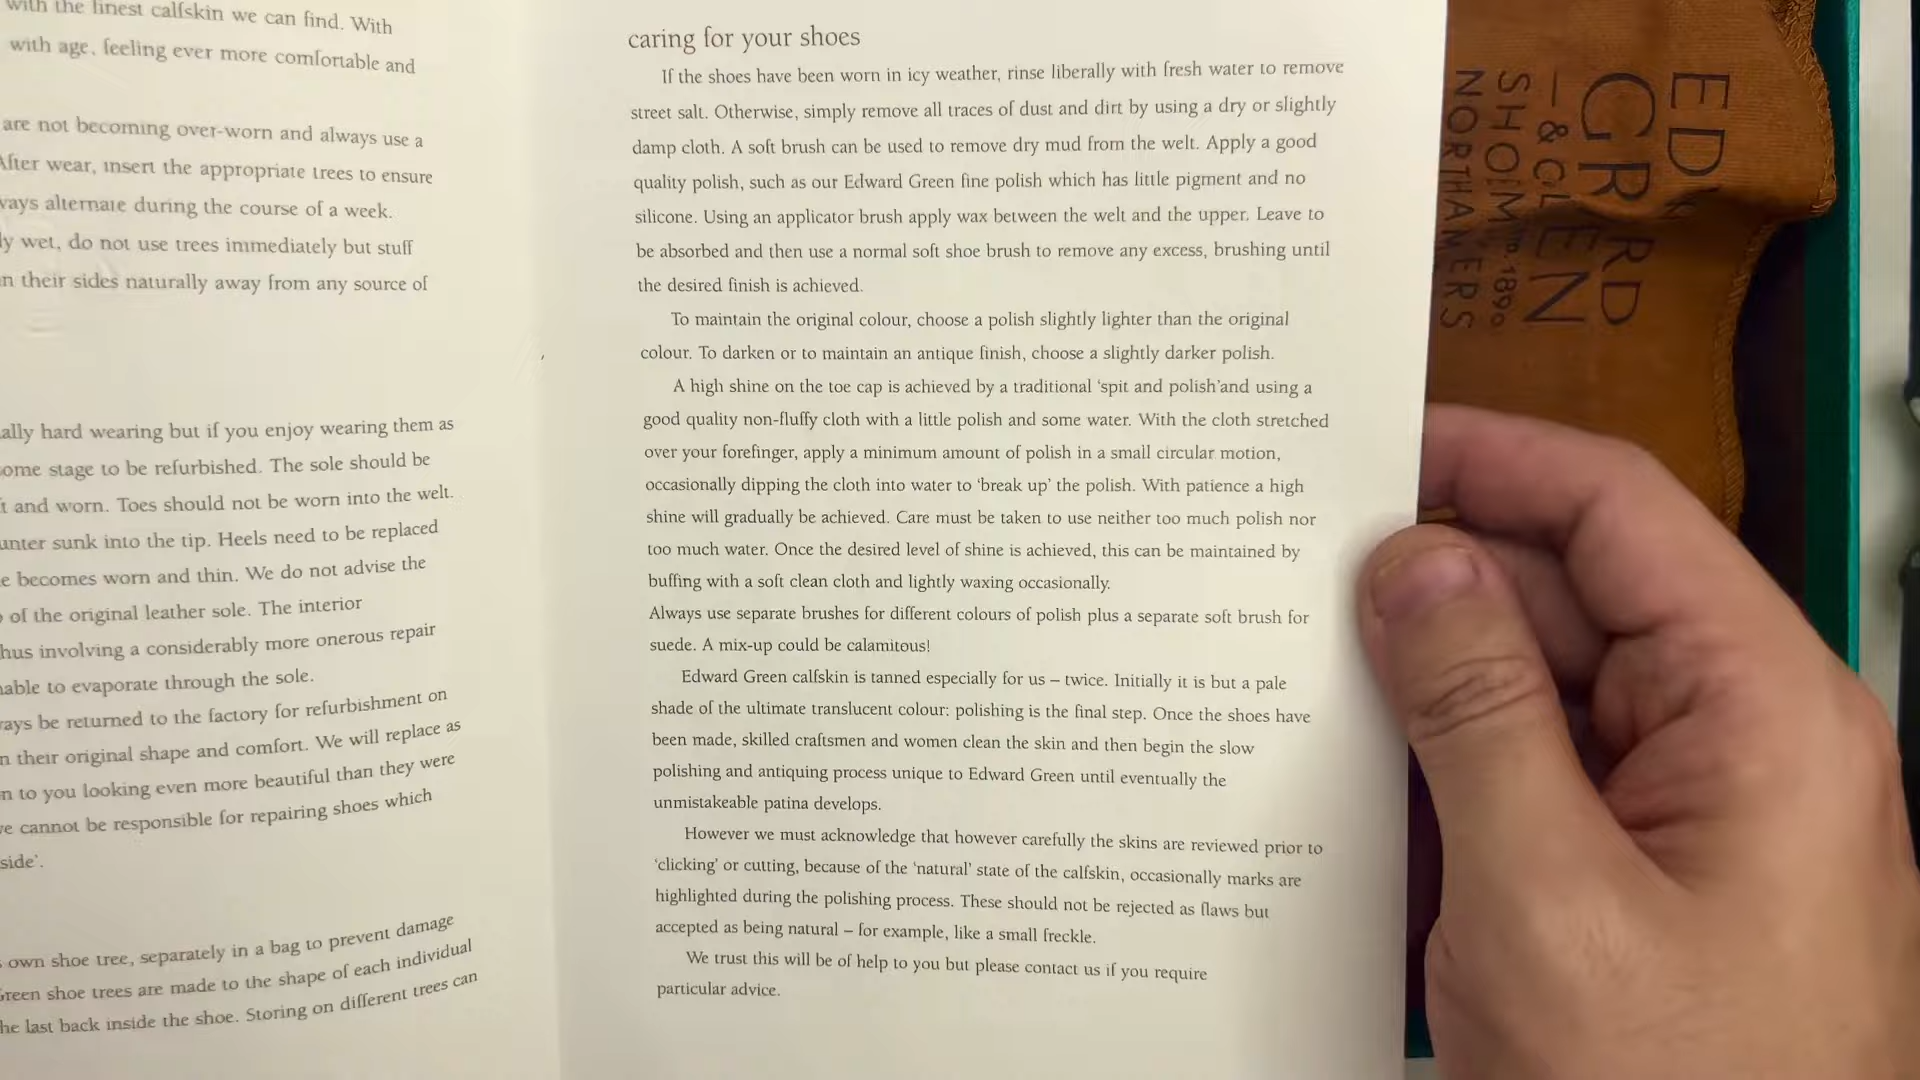 with the finest calfskin we can find. With
with age, feeling ever more comfortable and
are not becoming over-worn and always use a
After wear, insert the appropriate trees to ensure
ways alternate during the course of a week.
wet, do not use trees immediately but stuff
their sides naturally away from any source of
ally hard wearing but if you enjoy wearing them as
some stage to be refurbished. The sole should be
and worn. Toes should not be worn into the welt.
unter sunk into the tip. Heels need to be replaced
becomes worn and thin. We do not advise the
of the original leather sole. The interior
hus involving a considerably more onerous repair
able to evaporate through the sole.
ways be returned to the factory for refurbishment on
their original shape and comfort. We will replace as
to you looking even more beautiful than they were
we cannot be responsible for repairing shoes which
side'.
own shoe tree, separately in a bag to prevent damage
Green shoe trees are made to the shape of each individual
the last back inside the shoe. Storing on different trees can
caring for your shoes
If the shoes have been worn in icy weather, rinse liberally with fresh water to remove
street salt. Otherwise, simply remove all traces of dust and dirt by using a dry or slightly
damp cloth. A soft brush can be used to remove dry mud from the welt. Apply a good
quality polish, such as our Edward Green fine polish which has little pigment and no
silicone. Using an applicator brush apply wax between the welt and the upper. Leave to
be absorbed and then use a normal soft shoe brush to remove any excess, brushing until
the desired finish is achieved.
To maintain the original colour, choose a polish slightly lighter than the original
colour. To darken or to maintain an antique finish, choose a slightly darker polish.
A high shine on the toe cap is achieved by a traditional 'spit and polish'and using a
good quality non-fluffy cloth with a little polish and some water. With the cloth stretched
over your forefinger, apply a minimum amount of polish in a small circular motion,
occasionally dipping the cloth into water to 'break up' the polish. With patience a high
shine will gradually be achieved. Care must be taken to use neither too much polish nor
too much water. Once the desired level of shine is achieved, this can be maintained by
buffing with a soft clean cloth and lightly waxing occasionally.
Always use separate brushes for different colours of polish plus a separate soft brush for
suede. A mix-up could be calamitous!
Edward Green calfskin is tanned especially for us – twice. Initially it is but a pale
shade of the ultimate translucent colour: polishing is the final step. Once the shoes have
been made, skilled craftsmen and women clean the skin and then begin the slow
polishing and antiquing process unique to Edward Green until eventually the
unmistakeable patina develops.
However we must acknowledge that however carefully the skins are reviewed prior to
'clicking' or cutting, because of the 'natural' state of the calfskin, occasionally marks are
highlighted during the polishing process. These should not be rejected as flaws but
accepted as being natural – for example, like a small freckle.
We trust this will be of help to you but please contact us if you require
particular advice.